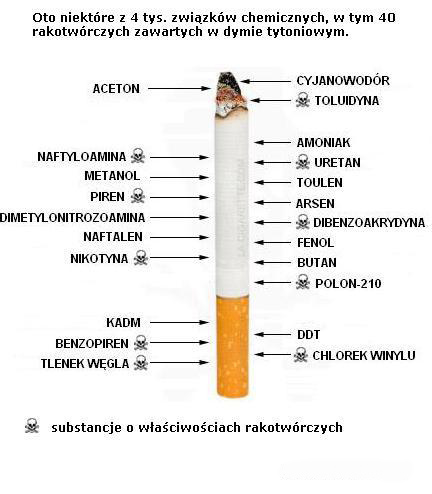 Oto niektóre z 4 tys. związków chemicznych, w tym 40
rakotwórczych zawartych w dymie tytoniowym.
ACETON
NAFTYLOAMINA
METANOL
PIREN
DIMETYLONITROZOAMINA
NAFTALEN
NIKOTYNA
KADM
BENZOPIREN
TLENEK WĘGLA
CYJANOWODÓR
TOLUIDYNA
AMONIAK
URETAN
TOULEN
ARSEN
DIBENZOAKRYDYNA
FENOL
BUTAN
POLON-210
DDT
CHLOREK WINYLU
substancje o właściwościach rakotwórczych